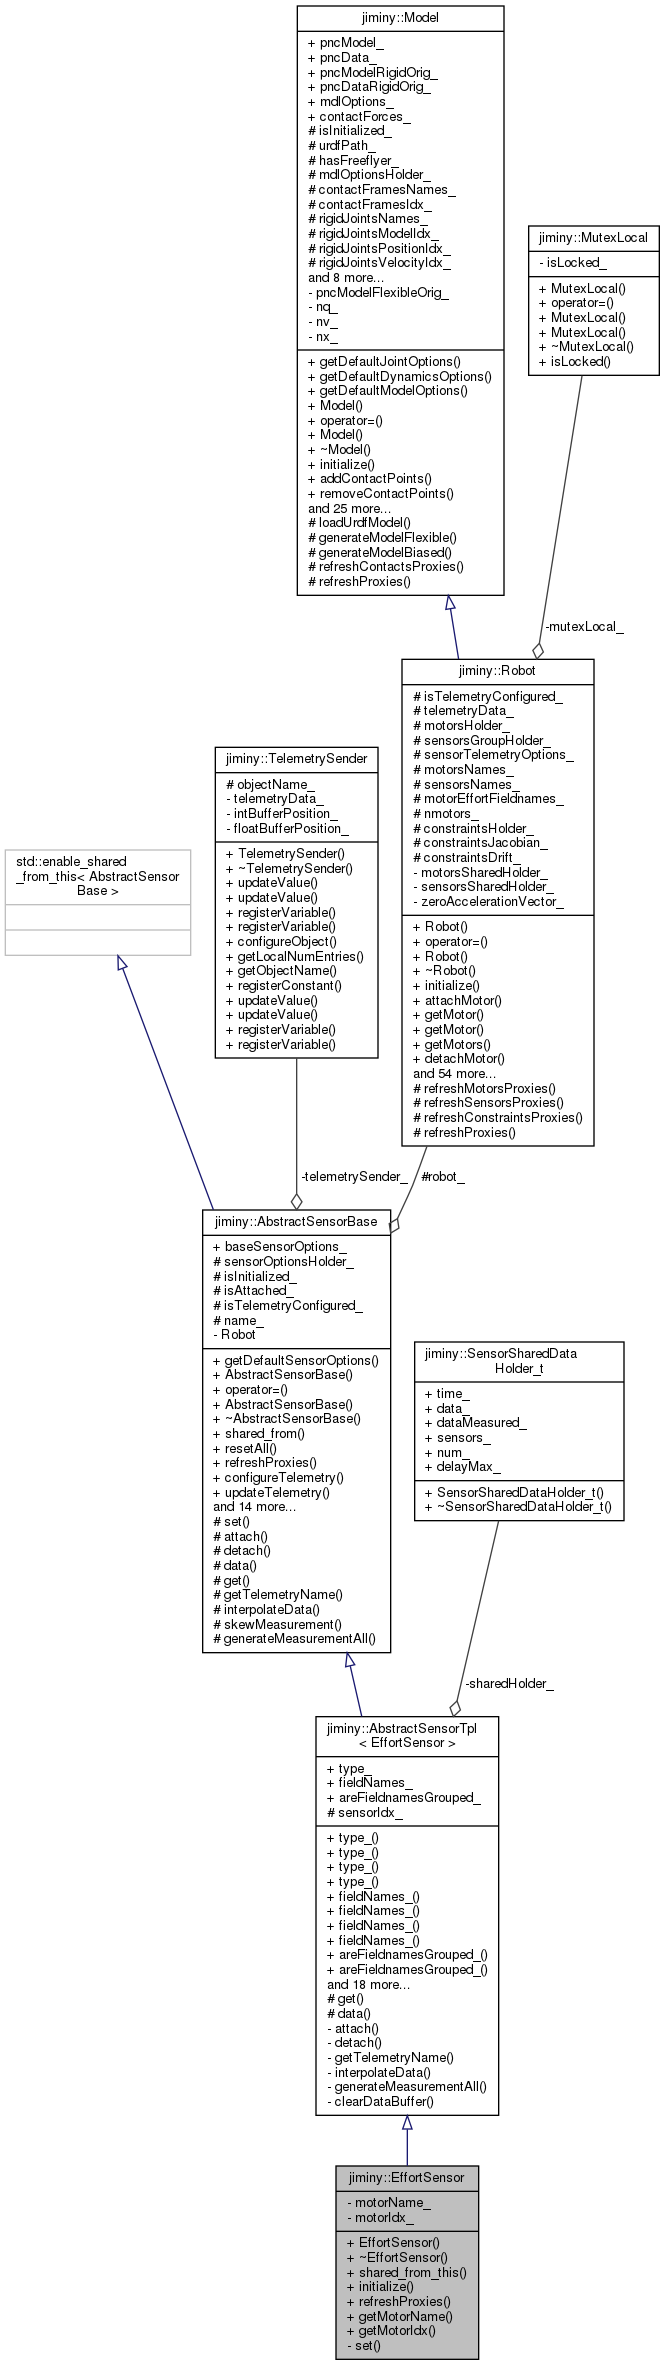 jiminy::Model
+ pncModel_
+ pncData_
+ pncModelRigidOrig_
+ pncDataRigidOrig_
+ mdlOptions_
+ contactForces_
# isInitialized_
# urdfPath_
# hasFreeflyer_
# mdlOptionsHolder_
# contactFramesNames_
# contactFramesIdx_
# rigidJointsNames_
# rigidJointsModelIdx_
# rigidJointsPositionIdx_
# rigidJointsVelocityIdx_
and 8 more...
- pncModelFlexibleOrig_
- nq_
- nv_
- nx_
+ getDefaultJointOptions()
+ getDefaultDynamicsOptions()
+ getDefaultModelOptions()
+ Model()
+ operator=()
+ Model()
+ ~Model()
+ initialize()
+ addContactPoints()
+ removeContactPoints()
and 25 more...
# loadUrdfModel()
# generateModelFlexible()
# generateModelBiased()
# refreshContactsProxies()
# refreshProxies()
jiminy::MutexLocal
- isLocked_
+ MutexLocal()
+ operator=()
+ MutexLocal()
+ MutexLocal()
+ ~MutexLocal()
+ isLocked()
-mutexLocal_
jiminy::Robot
# isTelemetryConfigured_
# telemetryData_
# motorsHolder_
# sensorsGroupHolder_
# sensorTelemetryOptions_
# motorsNames_
# sensorsNames_
# motorEffortFieldnames_
# nmotors_
# constraintsHolder_
# constraintsJacobian_
# constraintsDrift_
- motorsSharedHolder_
- sensorsSharedHolder_
- zeroAccelerationVector_
+ Robot()
+ operator=()
+ Robot()
+ ~Robot()
+ initialize()
+ attachMotor()
+ getMotor()
+ getMotor()
+ getMotors()
+ detachMotor()
and 54 more...
# refreshMotorsProxies()
# refreshSensorsProxies()
# refreshConstraintsProxies()
# refreshProxies()
jiminy::TelemetrySender
# objectName_
- telemetryData_
- intBufferPosition_
- floatBufferPosition_
+ TelemetrySender()
+ ~TelemetrySender()
+ updateValue()
+ updateValue()
+ registerVariable()
+ registerVariable()
+ configureObject()
+ getLocalNumEntries()
+ getObjectName()
+ registerConstant()
+ updateValue()
+ updateValue()
+ registerVariable()
+ registerVariable()
std::enable_shared
_from_this< AbstractSensor
Base >
-telemetrySender_
#robot_
jiminy::AbstractSensorBase
+ baseSensorOptions_
# sensorOptionsHolder_
# isInitialized_
# isAttached_
# isTelemetryConfigured_
# name_
- Robot
+ getDefaultSensorOptions()
+ AbstractSensorBase()
+ operator=()
+ AbstractSensorBase()
+ ~AbstractSensorBase()
+ shared_from()
+ resetAll()
+ refreshProxies()
+ configureTelemetry()
+ updateTelemetry()
and 14 more...
# set()
# attach()
# detach()
# data()
# get()
# getTelemetryName()
# interpolateData()
# skewMeasurement()
# generateMeasurementAll()
jiminy::SensorSharedData
Holder_t
+ time_
+ data_
+ dataMeasured_
+ sensors_
+ num_
+ delayMax_
+ SensorSharedDataHolder_t()
+ ~SensorSharedDataHolder_t()
-sharedHolder_
jiminy::AbstractSensorTpl
< EffortSensor >
+ type_
+ fieldNames_
+ areFieldnamesGrouped_
# sensorIdx_
+ type_()
+ type_()
+ type_()
+ type_()
+ fieldNames_()
+ fieldNames_()
+ fieldNames_()
+ fieldNames_()
+ areFieldnamesGrouped_()
+ areFieldnamesGrouped_()
and 18 more...
# get()
# data()
- attach()
- detach()
- getTelemetryName()
- interpolateData()
- generateMeasurementAll()
- clearDataBuffer()
jiminy::EffortSensor
- motorName_
- motorIdx_
+ EffortSensor()
+ ~EffortSensor()
+ shared_from_this()
+ initialize()
+ refreshProxies()
+ getMotorName()
+ getMotorIdx()
- set()